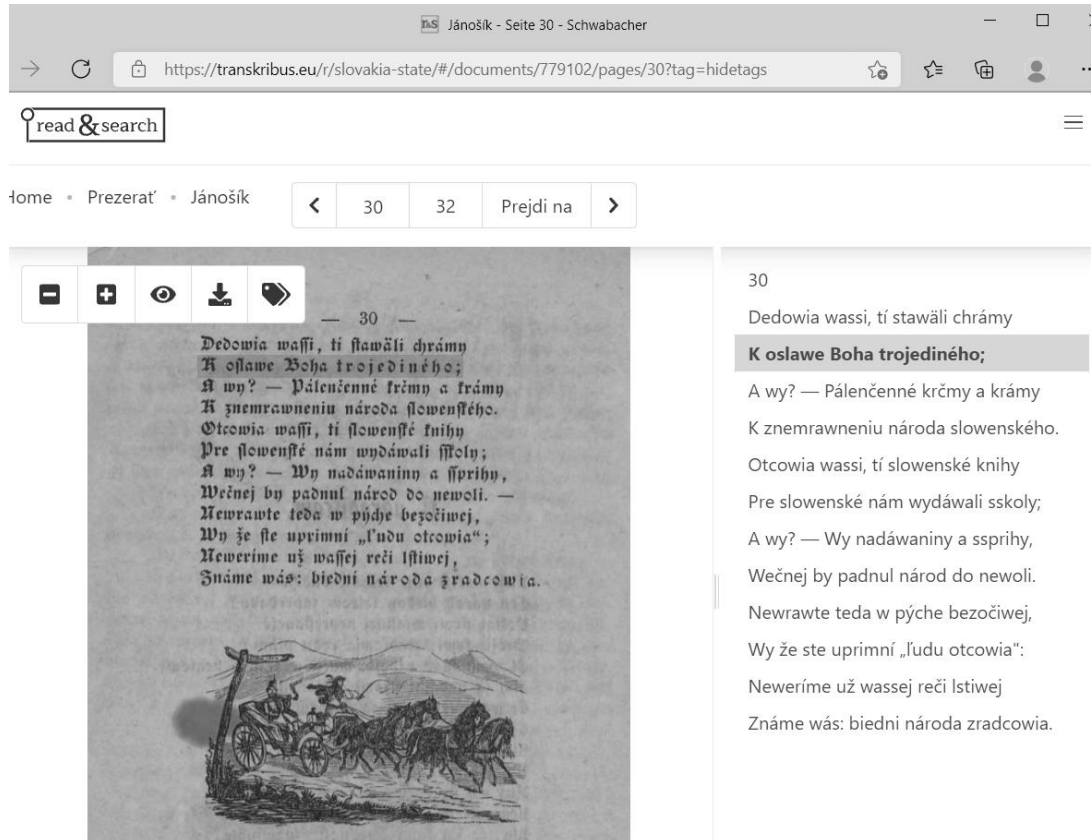 Jánošík - Seite 30 - Schwabacher
https://transkribus.eu/r/slovakia-state/#/documents/779102/pages/30?tag=hidetags
read & search
Home • Prezerať • Jánošík
30
32
Prejdi na
— 30 —
Dedowia waſſi, ti ſtawäli chrámy
K oſlawe Boha trojediného;
A wy? — Pálenčenné krčmy a krámy
K znemrawneniu národa ſlowenſkého.
Otcowia waſſi, ti ſlowenſké knihy
Pre ſlowenſké nám wydáwali ſſkoly;
A wy? — Wy nadáwaniny a ſſprihy,
Wečnej by padnul národ do newoli. —
Newrawte teda w pýche bezočiwej,
Wy že ſte uprimní „ľudu otcowia“;
Neweríme už waſſej reči lſtiwej,
Známe wás: biední národa zradcowia.
30
Dedowia wassi, tí stawäli chrámy
K oslawe Boha trojediného;
A wy? — Pálenčenné krčmy a krámy
K znemrawneniu národa slowenského.
Otcowia wassi, tí slowenské knihy
Pre slowenské nám wydáwali sskoly;
A wy? — Wy nadáwaniny a ssprihy,
Wečnej by padnul národ do newoli.
Newrawte teda w pýche bezočiwej,
Wy že ste uprimní „ľudu otcowia":
Neweríme už wassej reči lstiwej
Známe wás: biedni národa zradcowia.